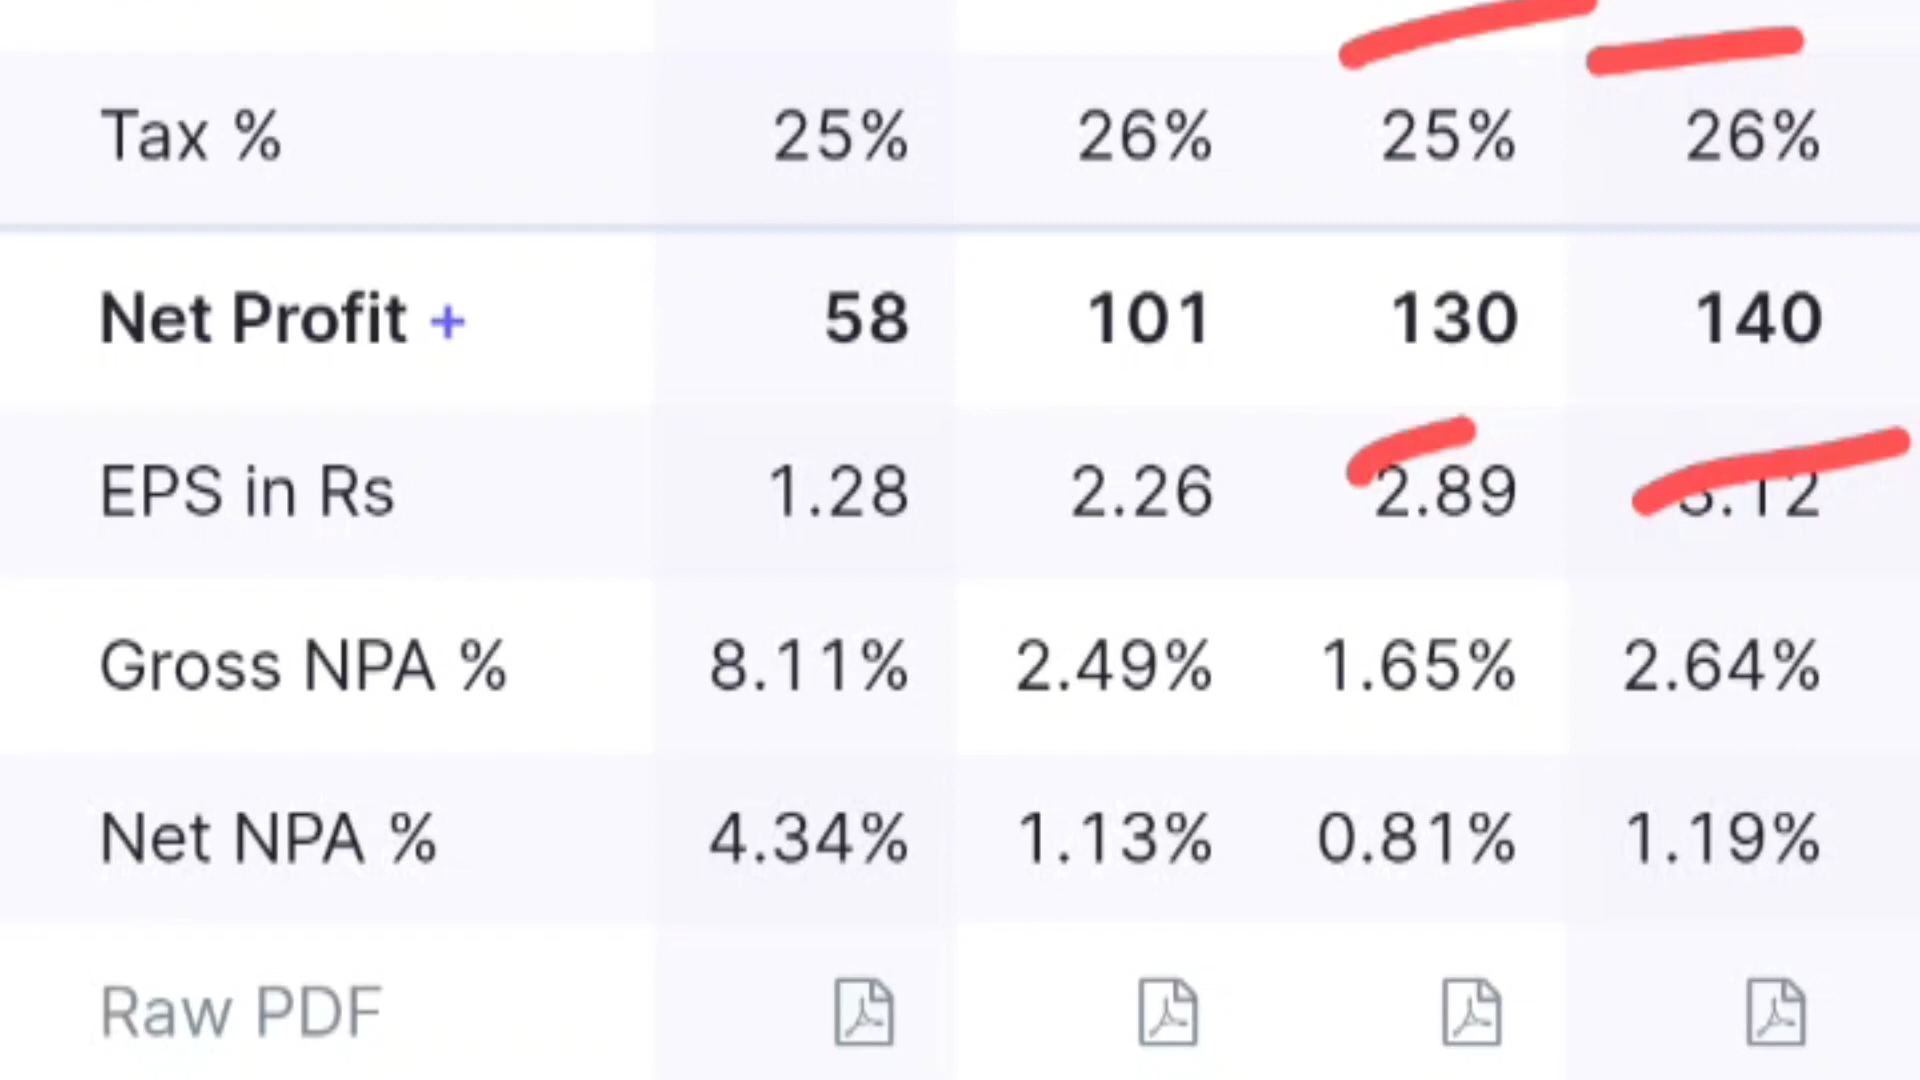 Tax % 25% 26% 25% 26%
Net Profit + 58 101 130 140
EPS in Rs 1.28 2.26 2.89 3.12
Gross NPA % 8.11% 2.49% 1.65% 2.64%
Net NPA % 4.34% 1.13% 0.81% 1.19%
Raw PDF